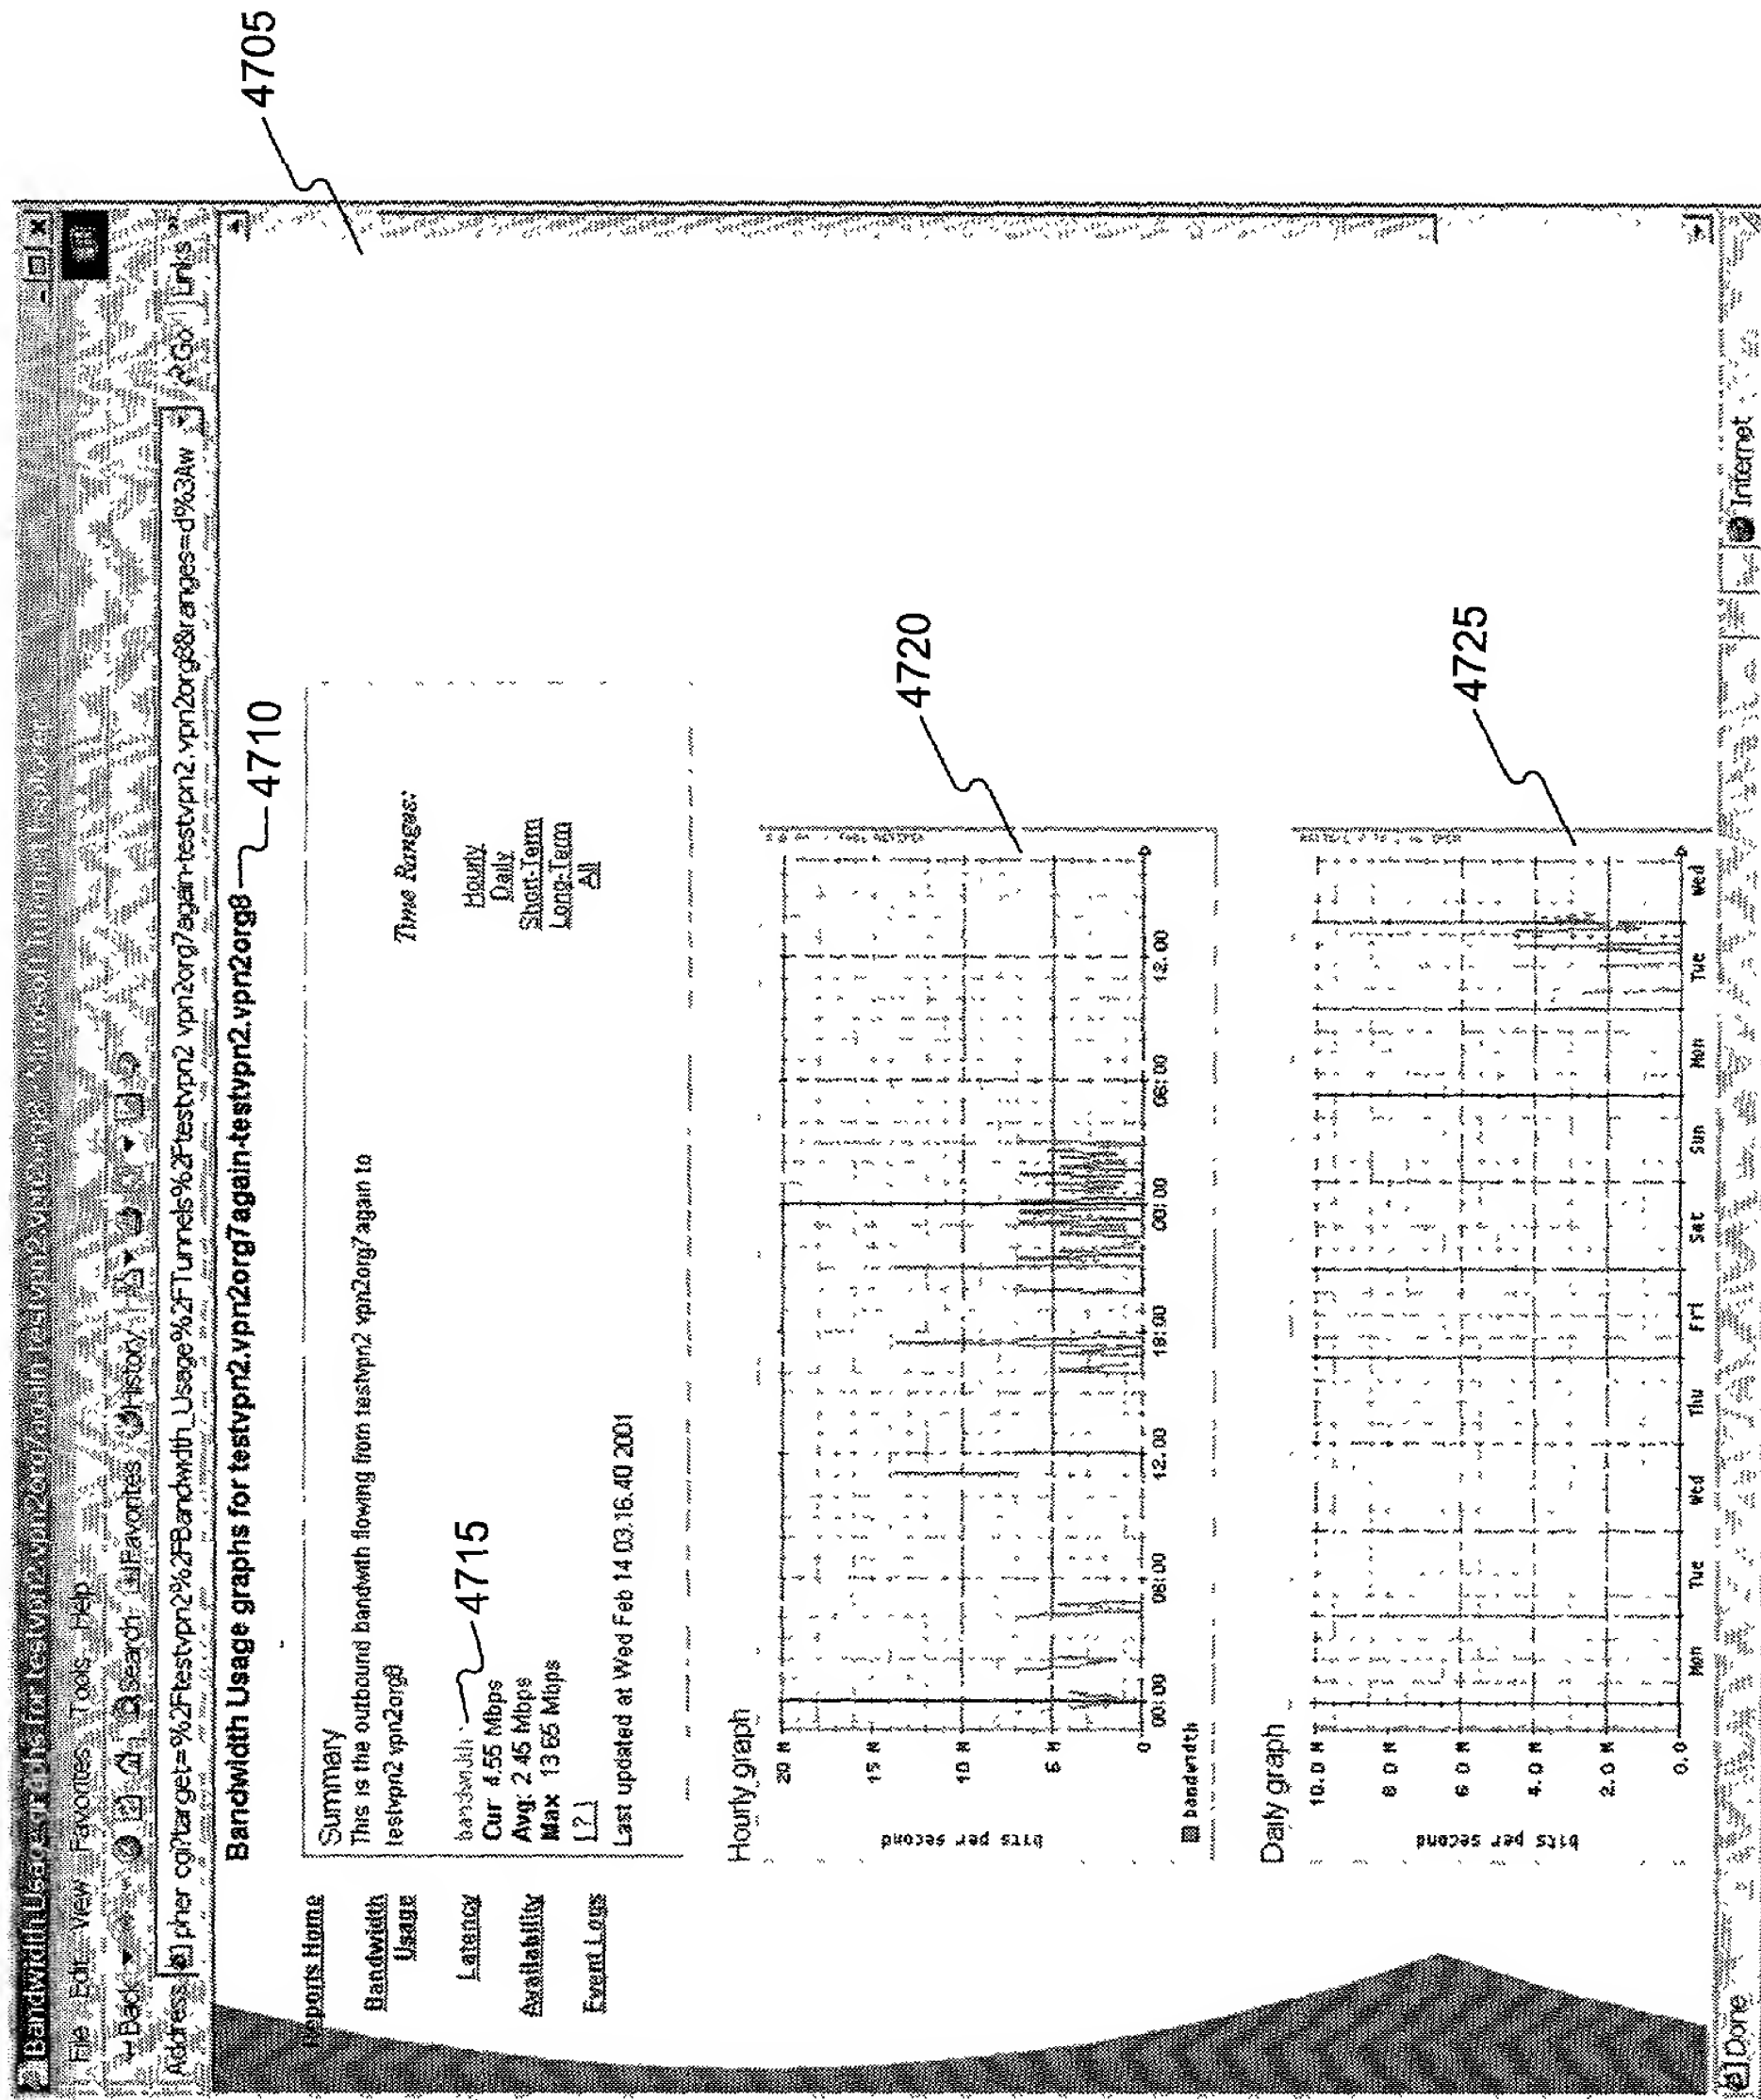 Bandwidth Usage graphs for testvpn2.vpn2org7again-testvpn2.vpn2org8 - Microsoft Internet Explorer
File Edit View Favorites Tools Help
Back Search Favorites History
Address pher cgi?target=%2Ftestvpn2%2FBandwidth_Usage%2FTunnels%2Ftestvpn2 vpn2org7again-testvpn2.vpn2org8&ranges=d%3Aw Go Links »
Bandwidth Usage graphs for testvpn2.vpn2org7again-testvpn2.vpn2org8
4705
4710
Reports Home
Bandwidth
Usage
Latency
Availability
Event Logs
Summary
This is the outbound bandwith flowing from testvpn2 vpn2org7again to
testvpn2 vpn2org8
bandwidth
4715
Cur 4.55 Mbps
Avg: 2 45 Mbps
Max 13 65 Mbps
[ ? ]
Last updated at Wed Feb 14 03.16.40 2001
Time Ranges:
Hourly
Daily
Short-Term
Long-Term
All
Hourly graph
4720
bits per second
20 M
15 M
10 M
5 M
0
00:00 06:00 12.00 18:00 00:00 06:00 12.00
bandwidth
Daily graph
4725
bits per second
10.0 M
8 0 M
6 0 M
4.0 M
2.0 M
0.0
Mon Tue Wed Thu Fri Sat Sun Mon Tue Wed
Done
Internet